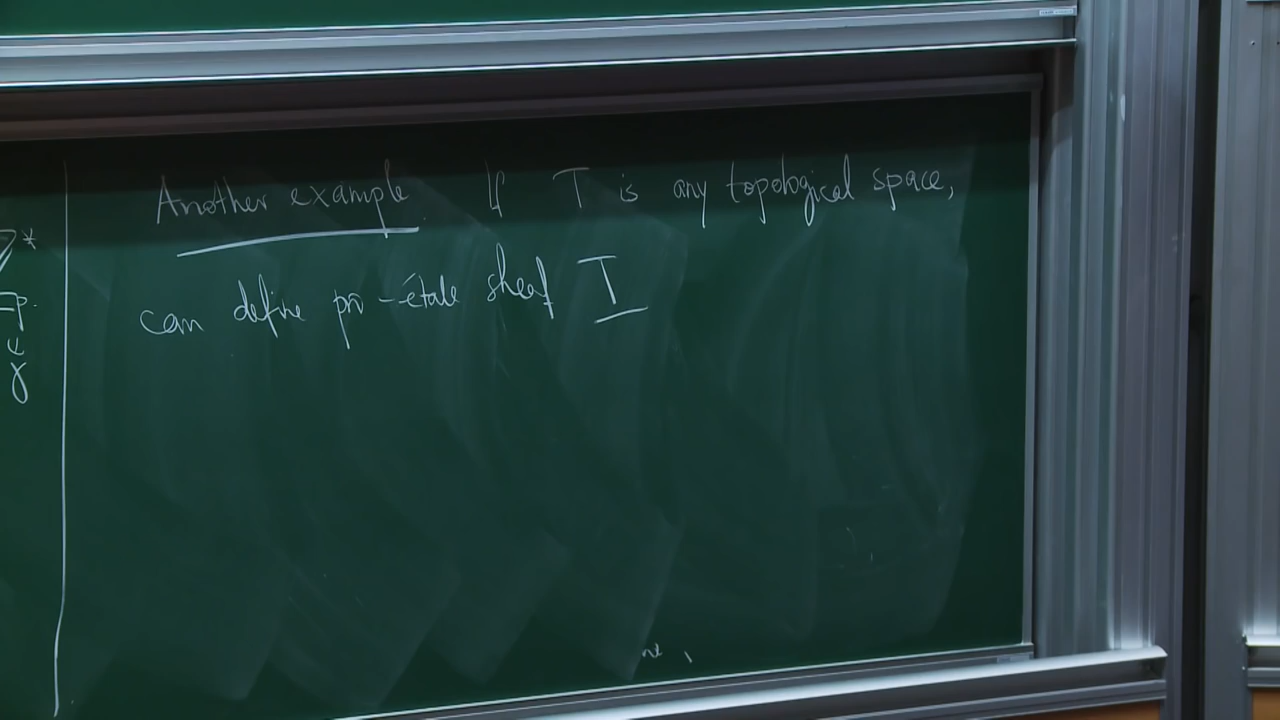 Another example If T is any topological space,
can define pro-étale sheaf T